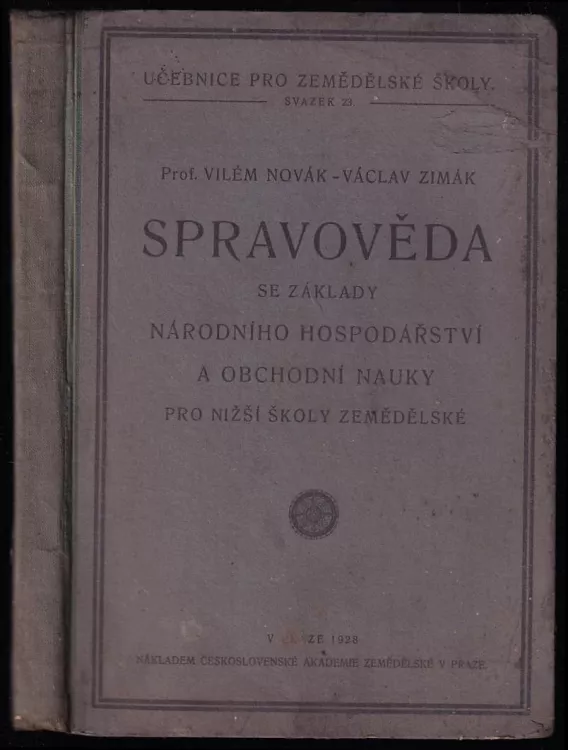 UČEBNICE PRO ZEMĚDĚLSKÉ ŠKOLY.
SVAZEK 23.
Prof. VILÉM NOVÁK - VÁCLAV ZIMÁK
SPRAVOVĚDA
SE ZÁKLADY
NÁRODNÍHO HOSPODÁŘSTVÍ
A OBCHODNÍ NAUKY
PRO NIŽŠÍ ŠKOLY ZEMĚDĚLSKÉ
V PRAZE 1928
NÁKLADEM ČESKOSLOVENSKÉ AKADEMIE ZEMĚDĚLSKÉ V PRAZE.